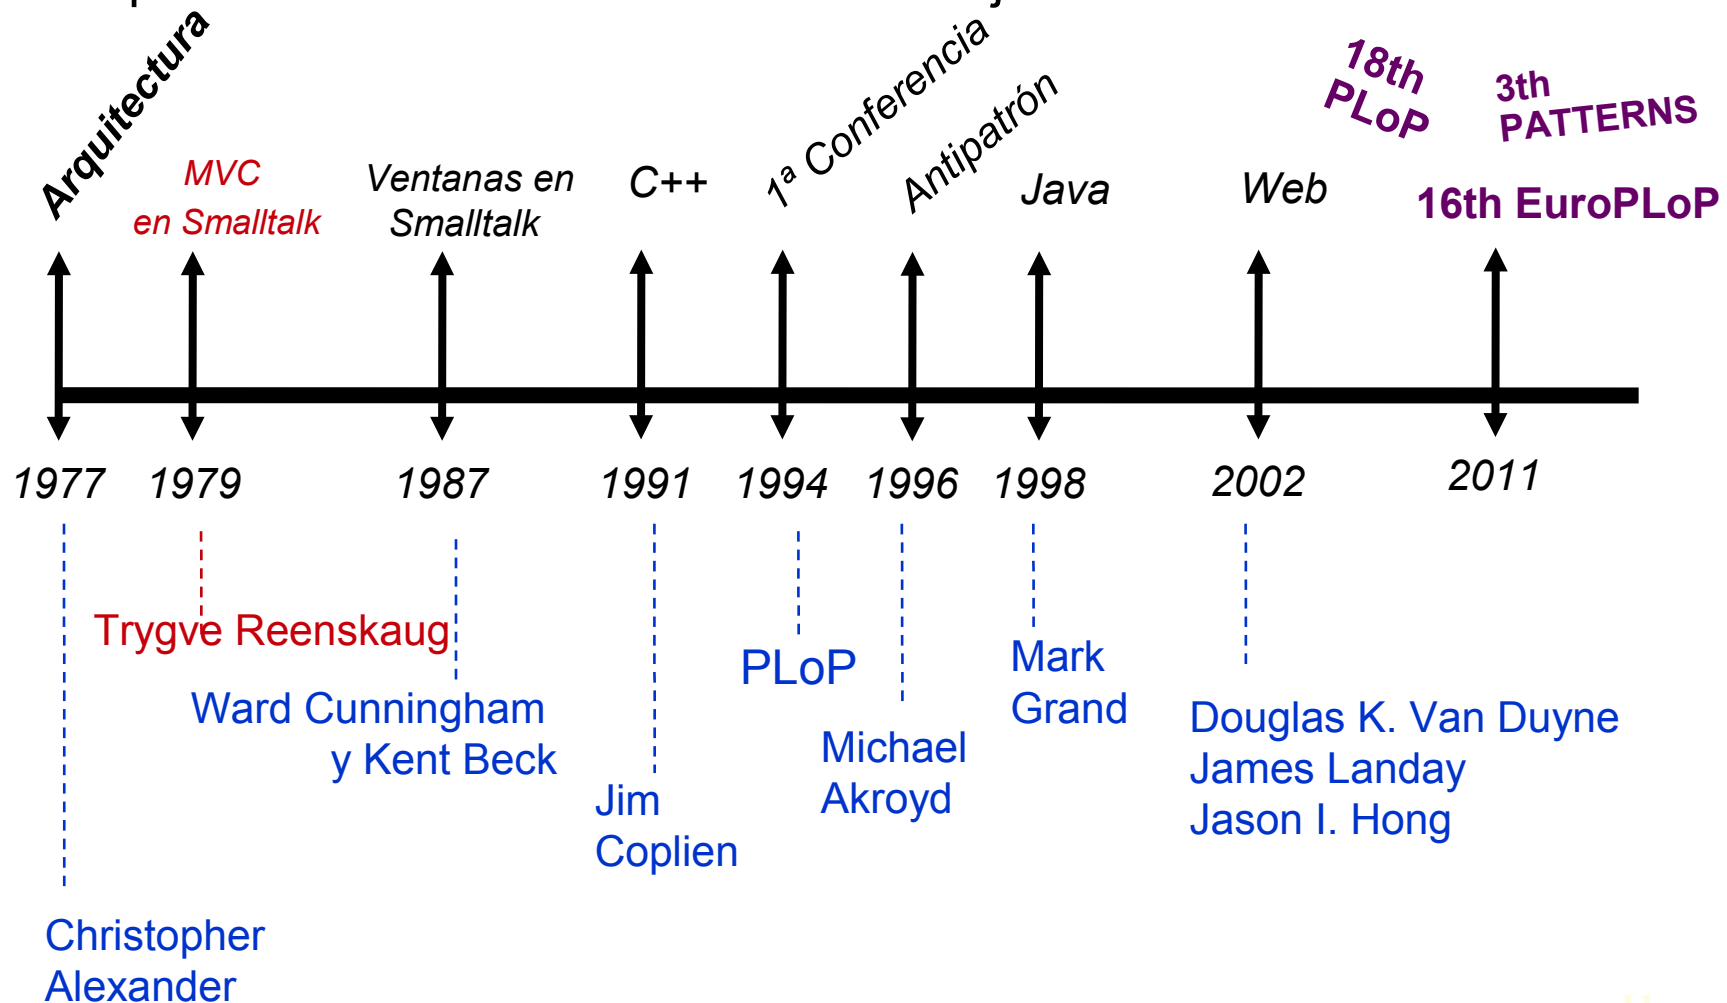 Arquitectura
MVC
en Smalltalk
Ventanas en
Smalltalk
C++
1ª Conferencia
Antipatrón
Java
Web
18th
PLoP
3th
PATTERNS
16th EuroPLoP
1977
1979
1987
1991
1994
1996
1998
2002
2011
Trygve Reenskaug
Ward Cunningham
y Kent Beck
Jim
Coplien
PLoP
Michael
Akroyd
Mark
Grand
Douglas K. Van Duyne
James Landay
Jason I. Hong
Christopher
Alexander